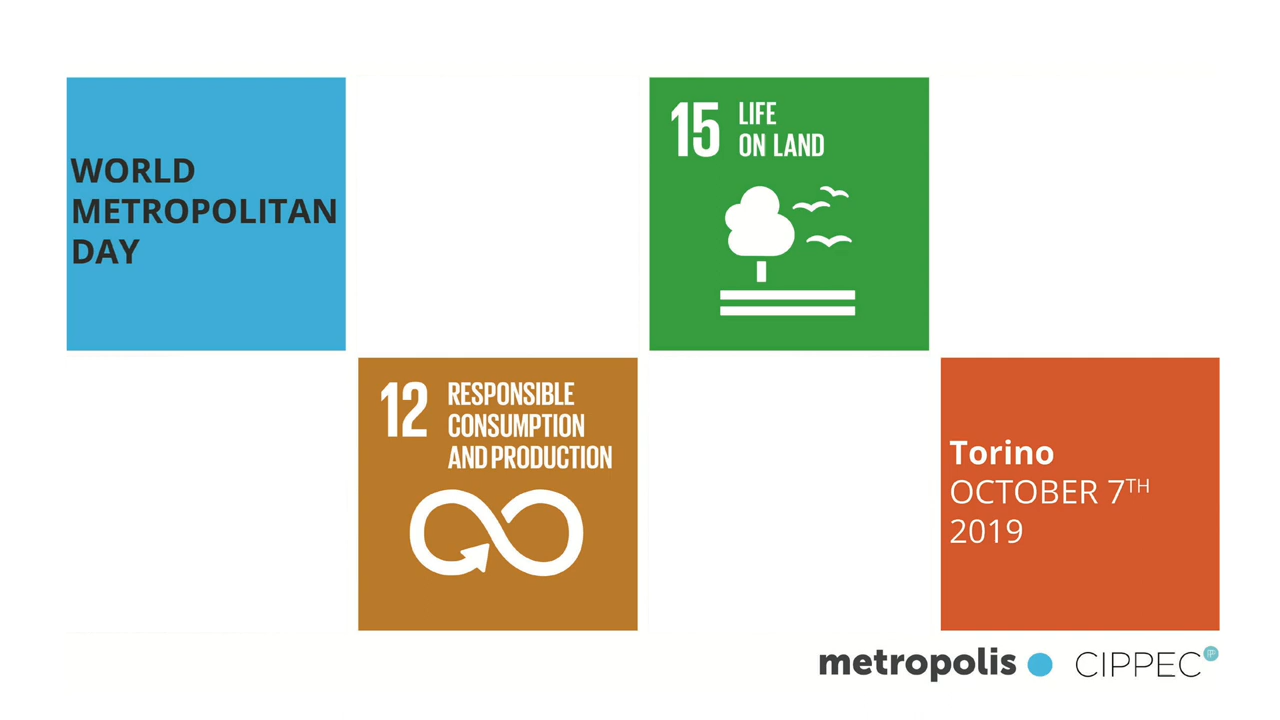 WORLD
METROPOLITAN
DAY
15 LIFE
ON LAND
12 RESPONSIBLE
CONSUMPTION
AND PRODUCTION
Torino
OCTOBER 7TH
2019
metropolis
CIPPEC